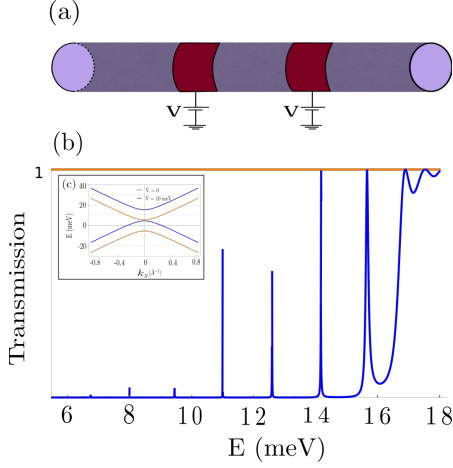 (a)
V V
(b)
1
(c)
V = 0
V = 10 meV
40
20
0
-20
E (meV)
-0.8 -0.4 0 0.4 0.8
k_z(Å⁻¹)
Transmission
6 8 10 12 14 16 18
E (meV)